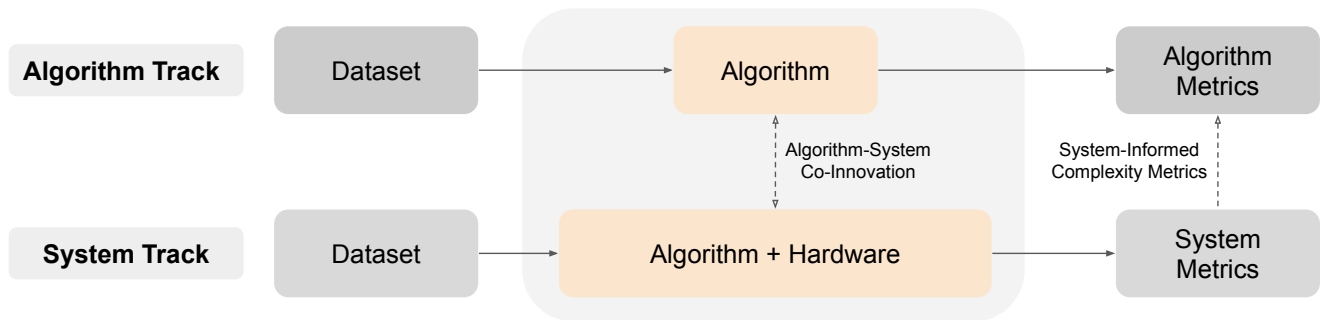 Algorithm Track
Dataset
Algorithm
Algorithm
Metrics
Algorithm-System
Co-Innovation
System-Informed
Complexity Metrics
System Track
Dataset
Algorithm + Hardware
System
Metrics